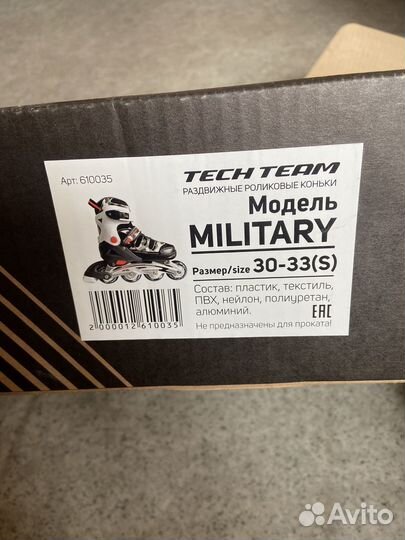 Арт: 610035
TECH TEAM
РАЗДВИЖНЫЕ РОЛИКОВЫЕ КОНЬКИ
Модель
MILITARY
Размер/size 30-33(S)
Состав: пластик, текстиль,
ПВХ, нейлон, полиуретан,
алюминий.
EAC
Не предназначены для проката!
2 000012 610035
Avito